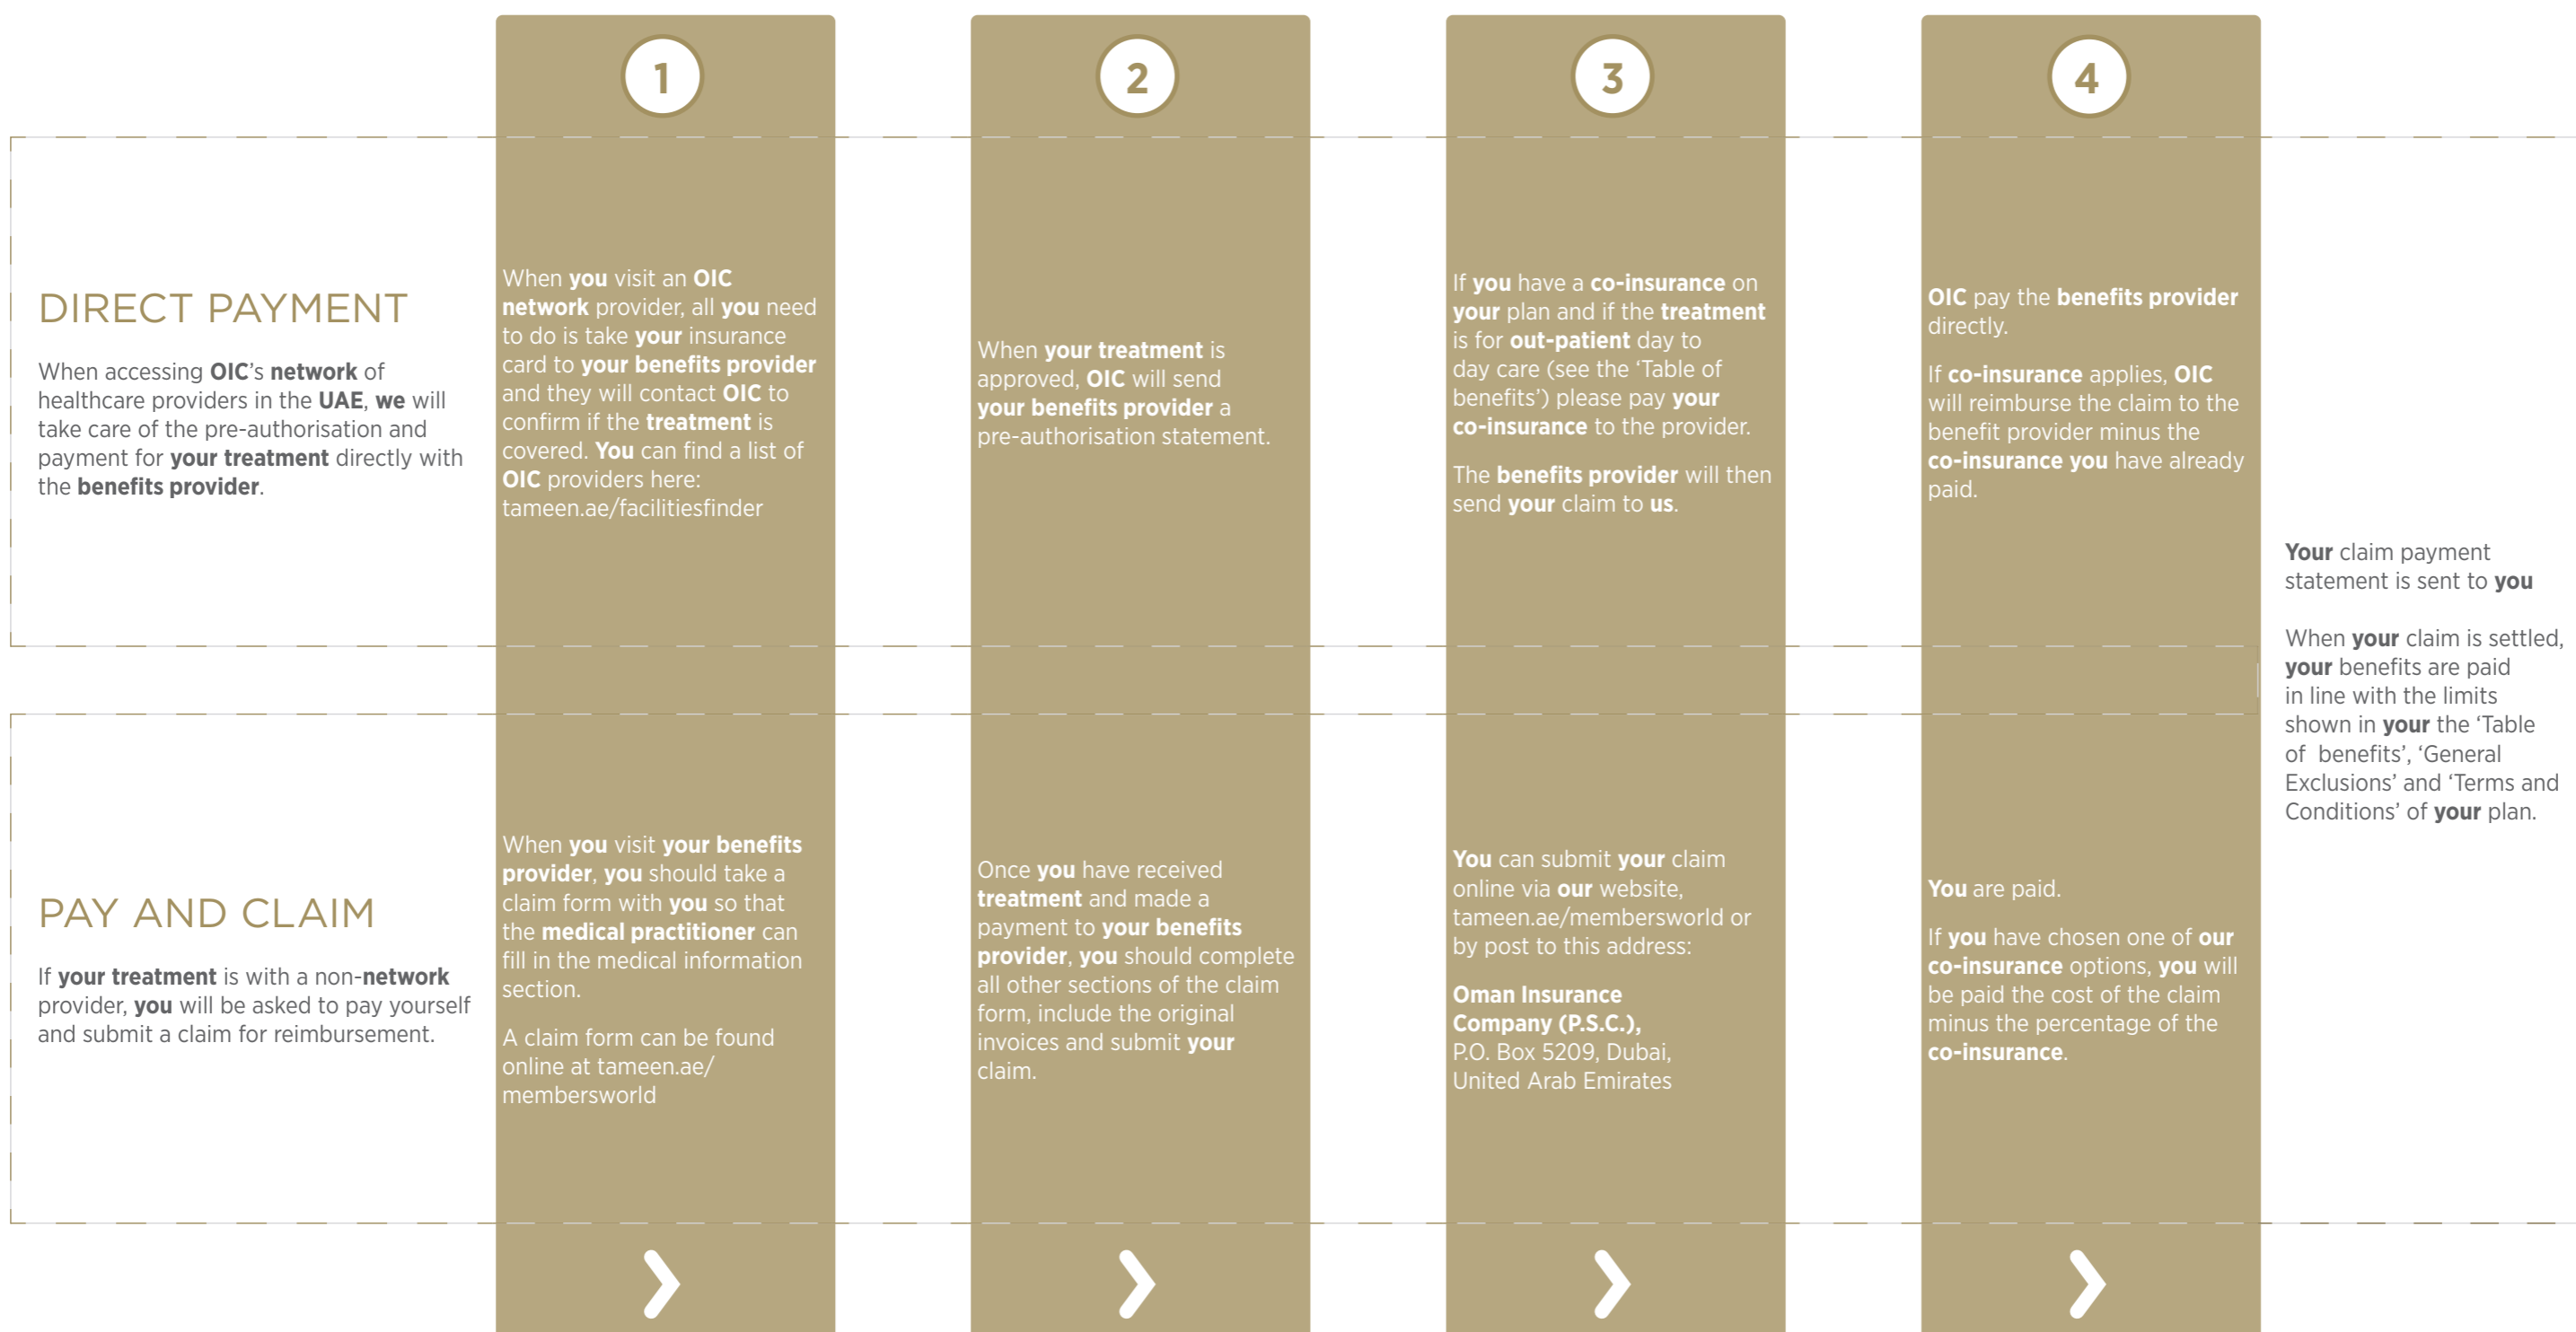 1
2
3
4
DIRECT PAYMENT
When accessing OIC's network of
healthcare providers in the UAE, we will
take care of the pre-authorisation and
payment for your treatment directly with
the benefits provider.
When you visit an OIC
network provider, all you need
to do is take your insurance
card to your benefits provider
and they will contact OIC to
confirm if the treatment is
covered. You can find a list of
OIC providers here:
tameen.ae/facilitiesfinder
When your treatment is
approved, OIC will send
your benefits provider a
pre-authorisation statement.
If you have a co-insurance on
your plan and if the treatment
is for out-patient day to
day care (see the ‘Table of
benefits’) please pay your
co-insurance to the provider.
The benefits provider will then
send your claim to us.
OIC pay the benefits provider
directly.
If co-insurance applies, OIC
will reimburse the claim to the
benefit provider minus the
co-insurance you have already
paid.
PAY AND CLAIM
If your treatment is with a non-network
provider, you will be asked to pay yourself
and submit a claim for reimbursement.
When you visit your benefits
provider, you should take a
claim form with you so that
the medical practitioner can
fill in the medical information
section.
A claim form can be found
online at tameen.ae/
membersworld
Once you have received
treatment and made a
payment to your benefits
provider, you should complete
all other sections of the claim
form, include the original
invoices and submit your
claim.
You can submit your claim
online via our website,
tameen.ae/membersworld or
by post to this address:
Oman Insurance
Company (P.S.C.),
P.O. Box 5209, Dubai,
United Arab Emirates
You are paid.
If you have chosen one of our
co-insurance options, you will
be paid the cost of the claim
minus the percentage of the
co-insurance.
Your claim payment
statement is sent to you
When your claim is settled,
your benefits are paid
in line with the limits
shown in your the ‘Table
of  benefits’, ‘General
Exclusions’ and ‘Terms and
Conditions’ of your plan.